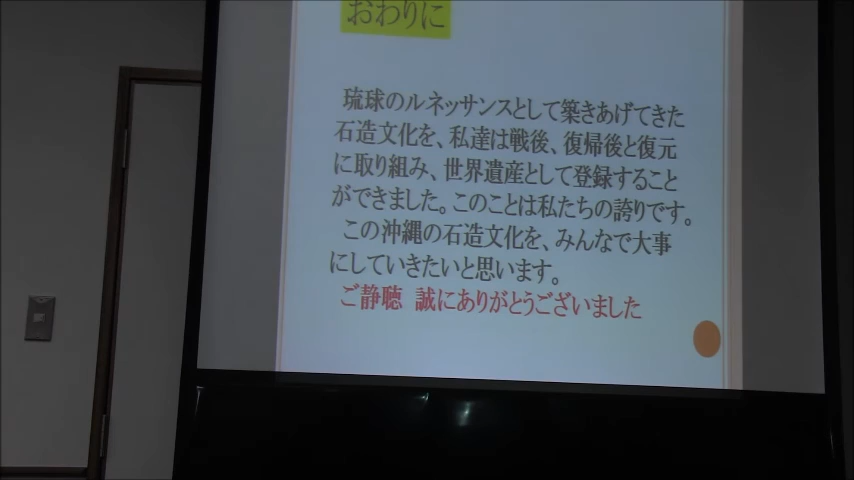 おわりに
琉球のルネッサンスとして築きあげてきた
石造文化を、私達は戦後、復帰後と復元
に取り組み、世界遺産として登録すること
ができました。このことは私たちの誇りです。
この沖縄の石造文化を、みんなで大事
にしていきたいと思います。
ご静聴 誠にありがとうございました